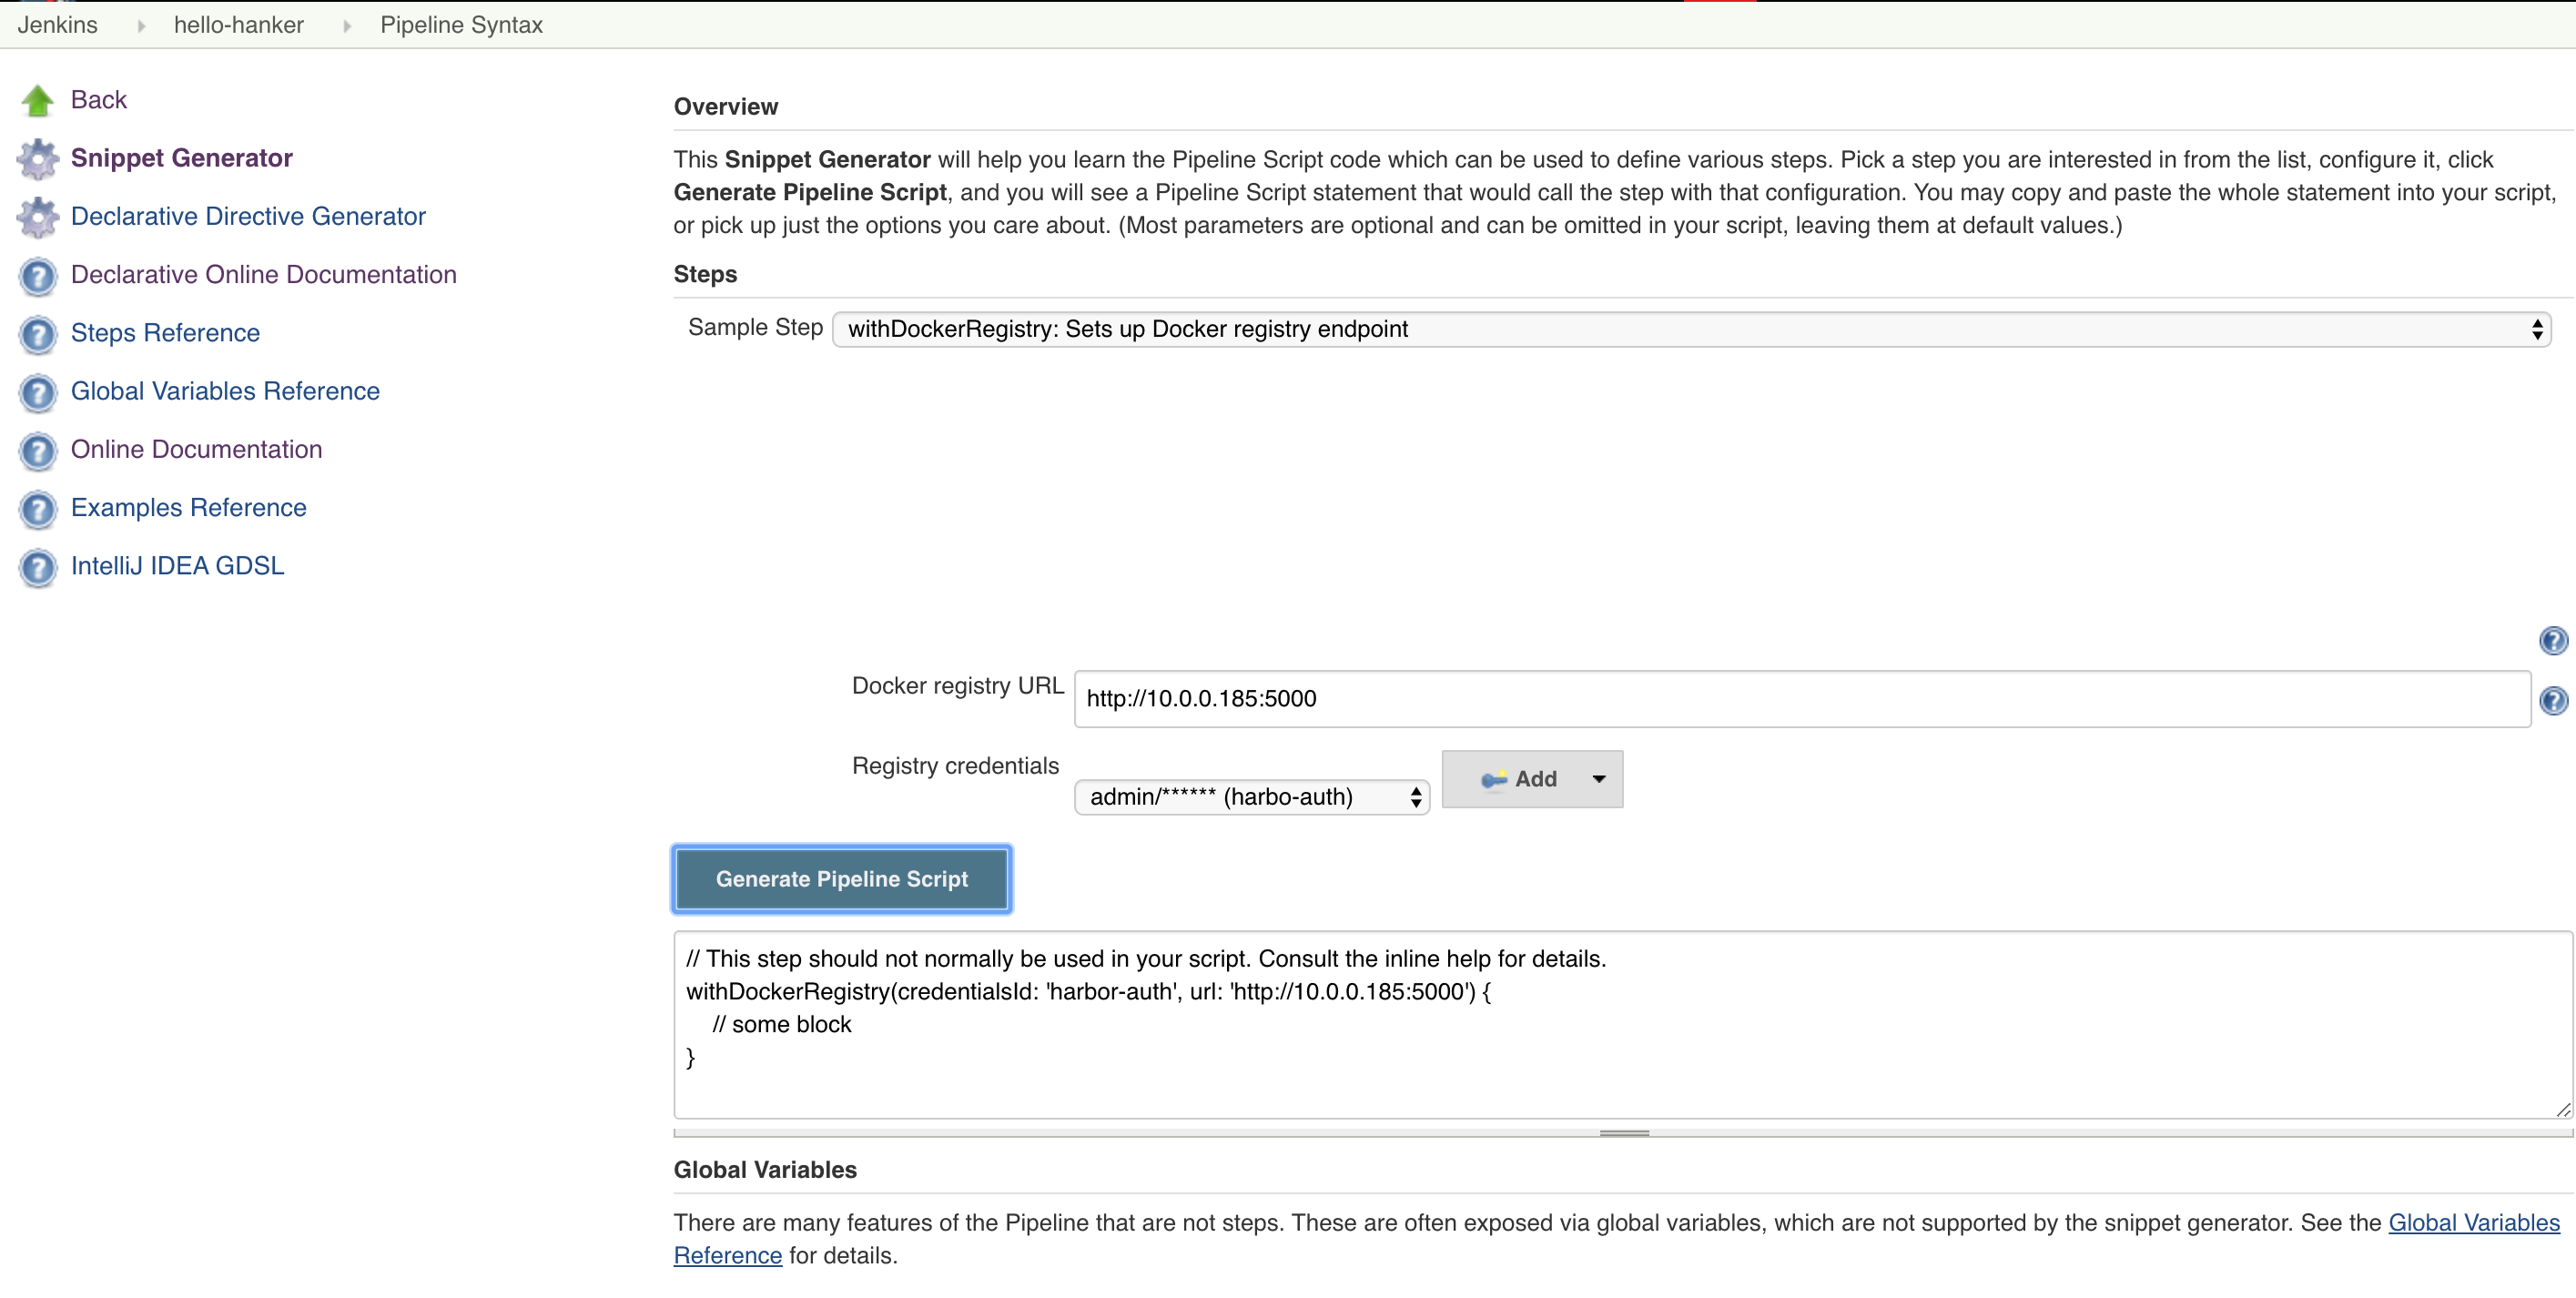 Jenkins hello-hanker Pipeline Syntax
Back
Snippet Generator
Declarative Directive Generator
Declarative Online Documentation
Steps Reference
Global Variables Reference
Online Documentation
Examples Reference
IntelliJ IDEA GDSL
Overview
This Snippet Generator will help you learn the Pipeline Script code which can be used to define various steps. Pick a step you are interested in from the list, configure it, click
Generate Pipeline Script, and you will see a Pipeline Script statement that would call the step with that configuration. You may copy and paste the whole statement into your script,
or pick up just the options you care about. (Most parameters are optional and can be omitted in your script, leaving them at default values.)
Steps
Sample Step withDockerRegistry: Sets up Docker registry endpoint
Docker registry URL http://10.0.0.185:5000
Registry credentials
admin/****** (harbo-auth) Add
Generate Pipeline Script
// This step should not normally be used in your script. Consult the inline help for details.
withDockerRegistry(credentialsId: 'harbor-auth', url: 'http://10.0.0.185:5000') {
// some block
}
Global Variables
There are many features of the Pipeline that are not steps. These are often exposed via global variables, which are not supported by the snippet generator. See the Global Variables
Reference for details.